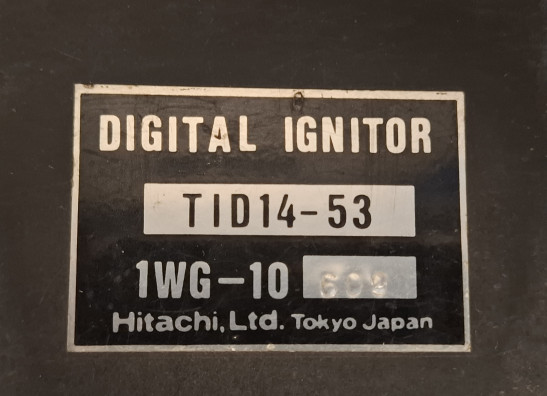 DIGITAL IGNITOR
TID14-53
1WG-10
Hitachi, Ltd. Tokyo Japan